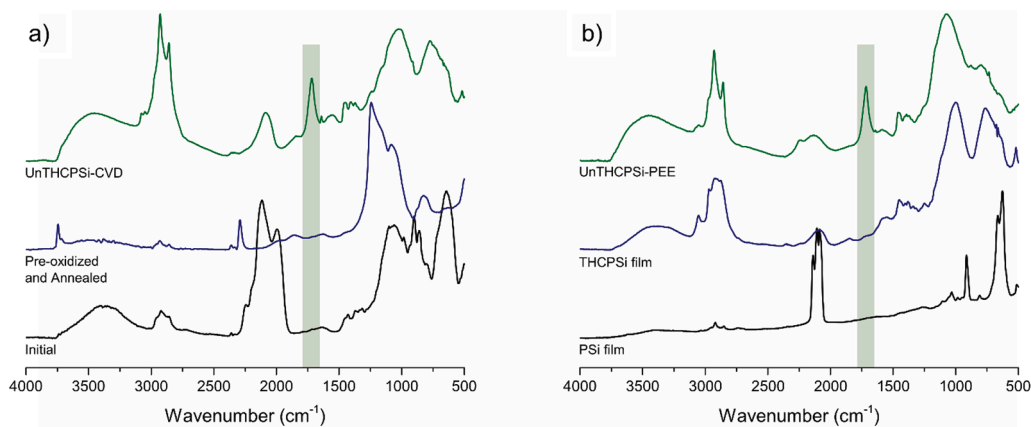 a)
UnTHCPSi-CVD
Pre-oxidized
and Annealed
Initial
4000 3500 3000 2500 2000 1500 1000 500
Wavenumber (cm⁻¹)
b)
UnTHCPSi-PEE
THCPSi film
PSi film
4000 3500 3000 2500 2000 1500 1000 500
Wavenumber (cm⁻¹)